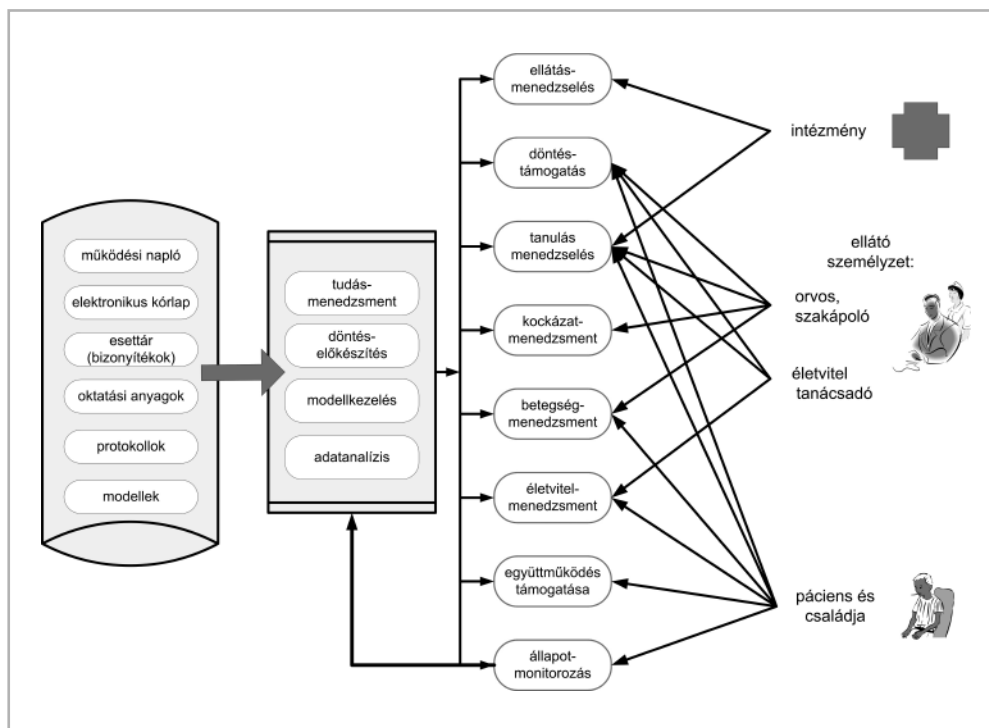 működési napló
elektronikus kórlap
esettár
(bizonyítékok)
oktatási anyagok
protokollok
modellek
tudás-
menedzsment
döntés-
előkészítés
modellkezelés
adatanalízis
ellátás-
menedzselés
döntés-
támogatás
tanulás
menedzselés
kockázat-
menedzsment
betegség-
menedzsment
életvitel-
menedzsment
együttműködés
támogatása
állapot-
monitorozás
intézmény
ellátó
személyzet:
orvos,
szakápoló
életvitel
tanácsadó
páciens és
családja